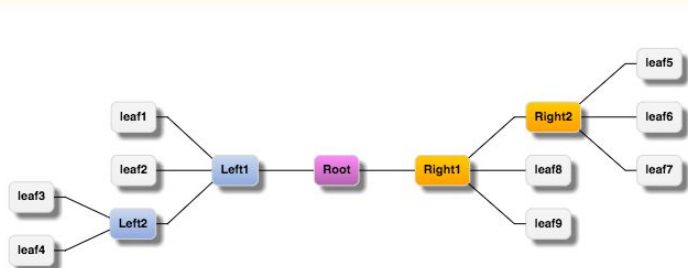 leaf5
leaf1
Right2
leaf6
leaf2
Left1
Root
Right1
leaf8
leaf7
leaf3
Left2
leaf9
leaf4